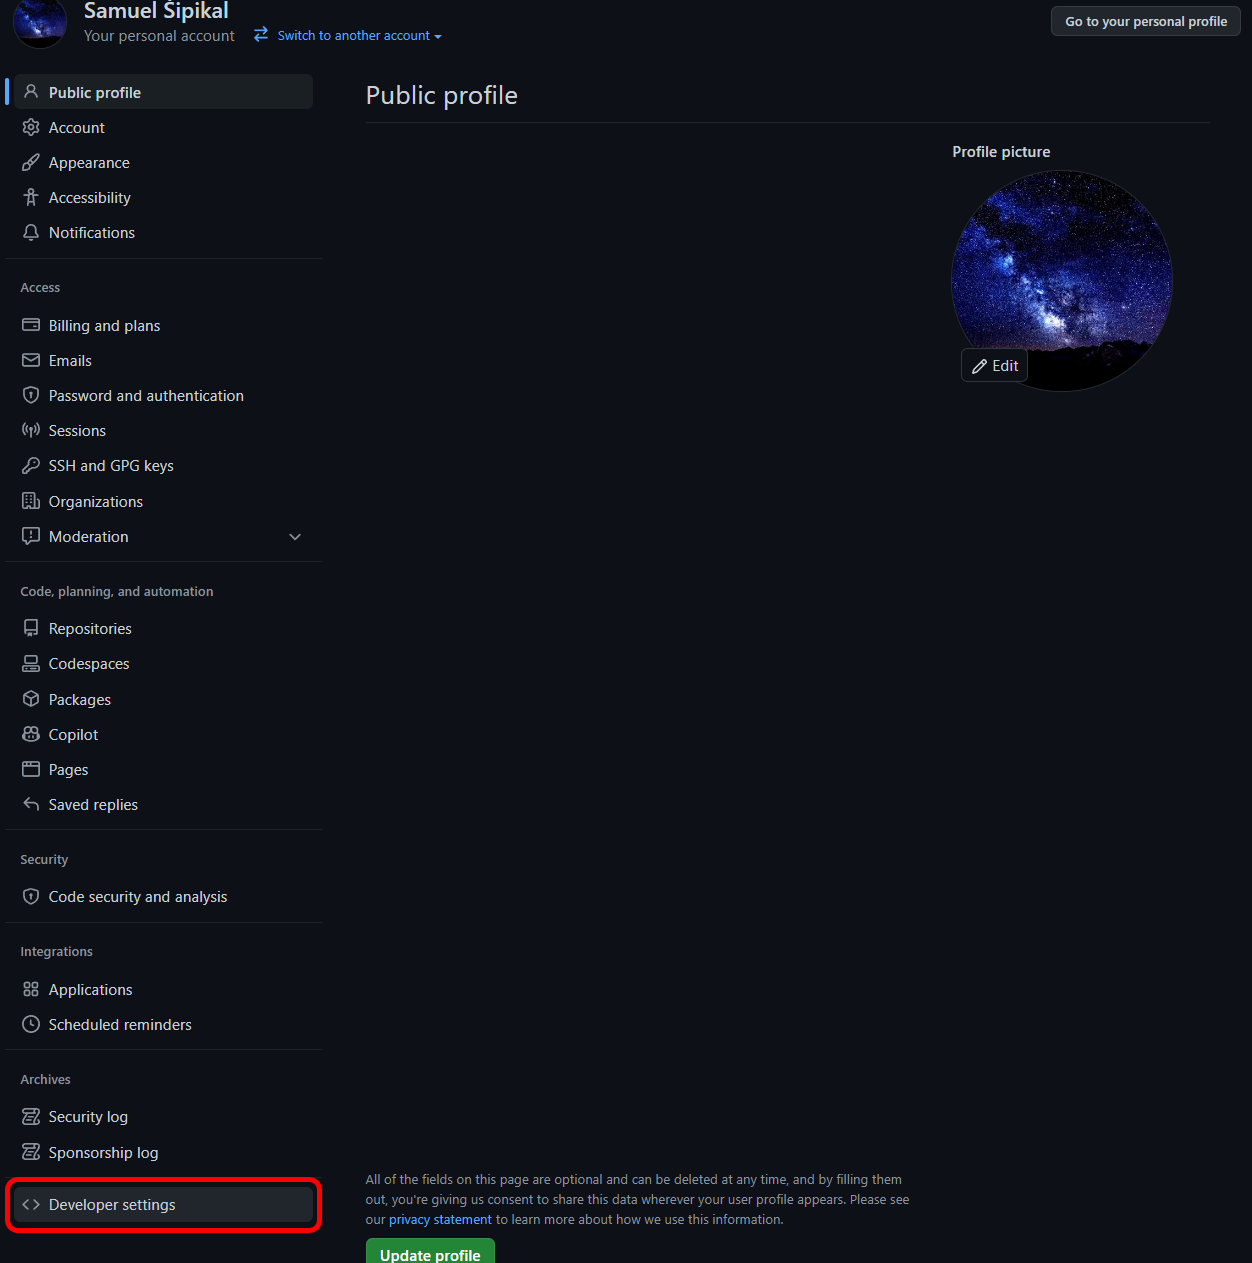 Samuel Šipikal
Your personal account
Switch to another account
Go to your personal profile
Public profile
Account
Appearance
Accessibility
Notifications
Access
Billing and plans
Emails
Password and authentication
Sessions
SSH and GPG keys
Organizations
Moderation
Code, planning, and automation
Repositories
Codespaces
Packages
Copilot
Pages
Saved replies
Security
Code security and analysis
Integrations
Applications
Scheduled reminders
Archives
Security log
Sponsorship log
Developer settings
Public profile
Profile picture
Edit
All of the fields on this page are optional and can be deleted at any time, and by filling them
out, you're giving us consent to share this data wherever your user profile appears. Please see
our privacy statement to learn more about how we use this information.
Update profile